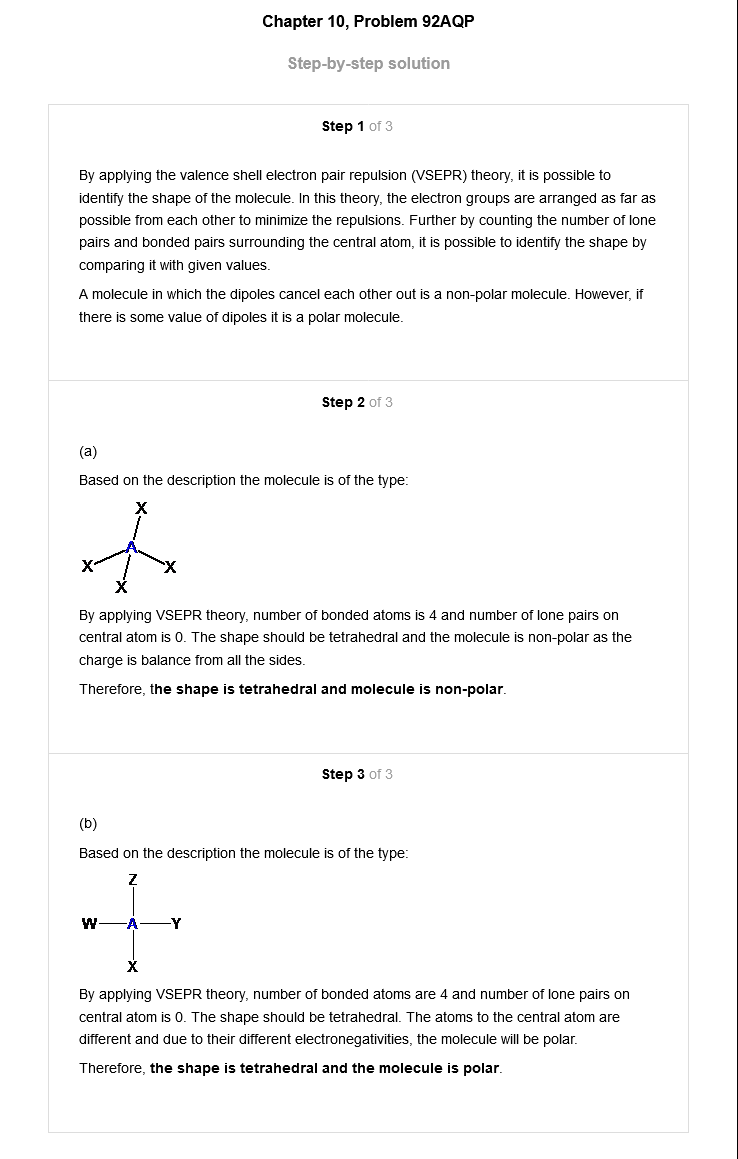 Chapter 10, Problem 92AQP
Step-by-step solution
Step 1 of 3
By applying the valence shell electron pair repulsion (VSEPR) theory, it is possible to
identify the shape of the molecule. In this theory, the electron groups are arranged as far as
possible from each other to minimize the repulsions. Further by counting the number of lone
pairs and bonded pairs surrounding the central atom, it is possible to identify the shape by
comparing it with given values.
A molecule in which the dipoles cancel each other out is a non-polar molecule. However, if
there is some value of dipoles it is a polar molecule.
Step 2 of 3
(a)
Based on the description the molecule is of the type:
X
A
X X
X
By applying VSEPR theory, number of bonded atoms is 4 and number of lone pairs on
central atom is 0. The shape should be tetrahedral and the molecule is non-polar as the
charge is balance from all the sides.
Therefore, the shape is tetrahedral and molecule is non-polar.
Step 3 of 3
(b)
Based on the description the molecule is of the type:
Z
W A Y
X
By applying VSEPR theory, number of bonded atoms are 4 and number of lone pairs on
central atom is 0. The shape should be tetrahedral. The atoms to the central atom are
different and due to their different electronegativities, the molecule will be polar.
Therefore, the shape is tetrahedral and the molecule is polar.